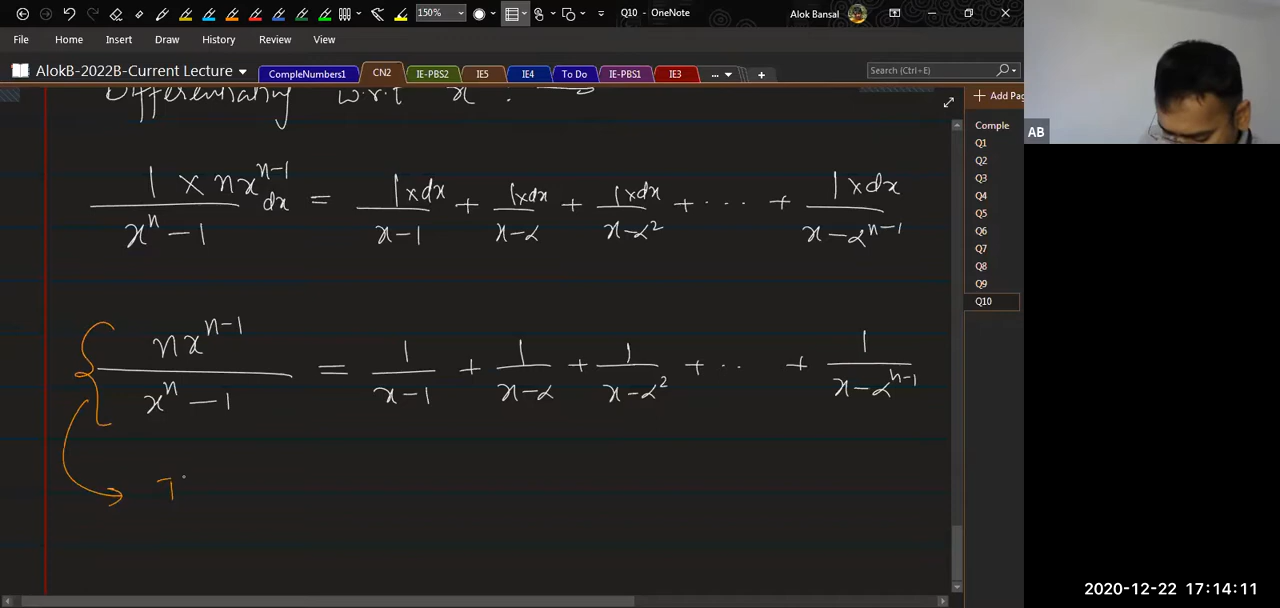 150% Q10 - OneNote Alok Bansal
File Home Insert Draw History Review View
AlokB-2022B-Current Lecture CompleNumbers1 CN2 IE-PBS2 IE5 IE4 To Do IE-PBS1 IE3 ... + Search (Ctrl+E)
Differentiating w.r.t x :
1 × nx^{n-1} dx / (x^n - 1) = 1×dx / (x-1) + 1×dx / (x-α) + 1×dx / (x-α^2) + ... + 1×dx / (x-α^{n-1})
nx^{n-1} / (x^n - 1) = 1 / (x-1) + 1 / (x-α) + 1 / (x-α^2) + .. + 1 / (x-α^{n-1})
→ T
+ Add Pag
Comple
Q1
Q2
Q3
Q4
Q5
Q6
Q7
Q8
Q9
Q10
AB
2020-12-22 17:14:11